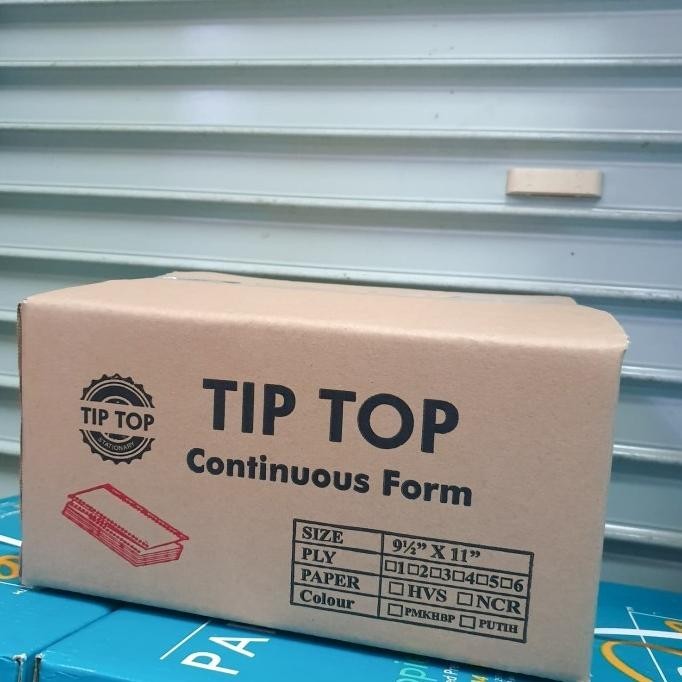 TIP TOP
STATIONARY
TIP TOP
Continuous Form
SIZE 9½” X 11”
PLY ☐1☐2☐3☐4☐5☐6
PAPER ☐HVS ☐NCR
Colour ☐PMKHBP ☐PUTIH